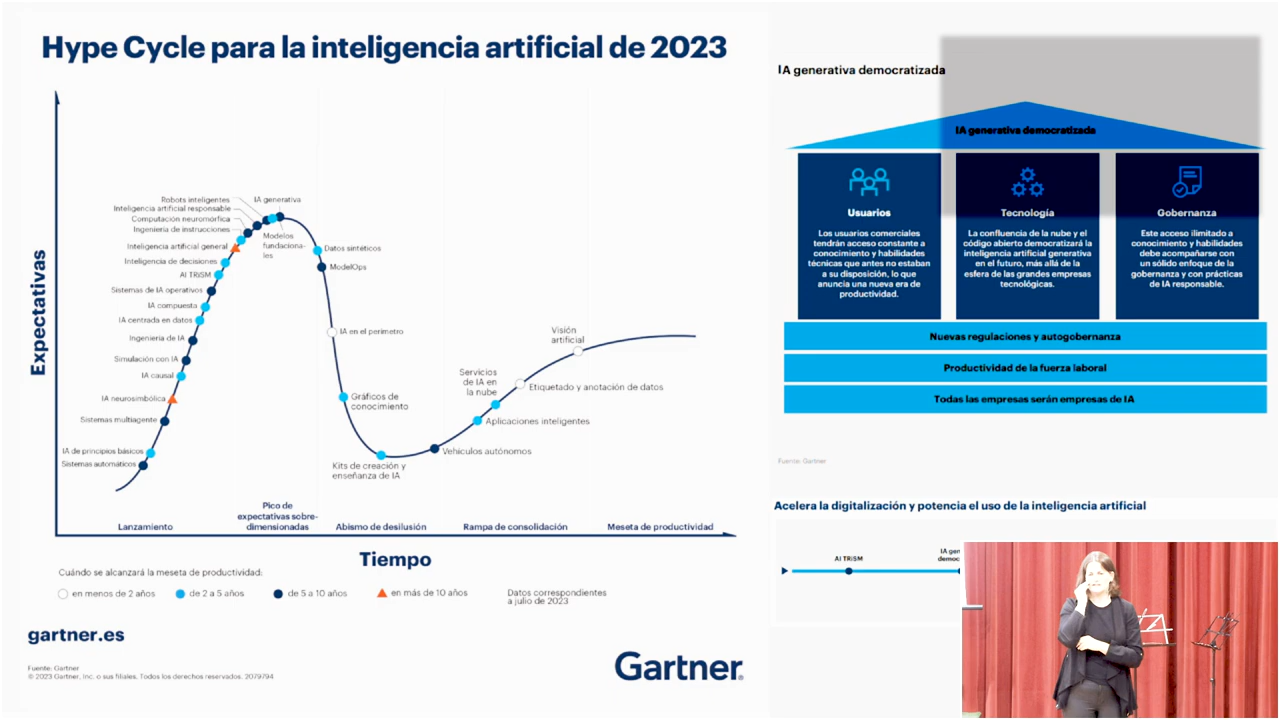 Hype Cycle para la inteligencia artificial de 2023
Expectativas
Robots inteligentes
IA generativa
Inteligencia artificial responsable
Computación neuromórfica
Ingeniería de instrucciones
Modelos
fundaciona-
les
Inteligencia artificial general
Inteligencia de decisiones
AI TRiSM
Sistemas de IA operativos
IA compuesta
IA centrada en datos
Ingeniería de IA
Simulación con IA
IA causal
IA neurosimbólica
Sistemas multiagente
IA de principios básicos
Sistemas automáticos
Datos sintéticos
ModelOps
IA en el perímetro
Gráficos de
conocimiento
Kits de creación y
enseñanza de IA
Vehículos autónomos
Aplicaciones inteligentes
Servicios
de IA en
la nube
Etiquetado y anotación de datos
Visión
artificial
Lanzamiento
Pico de
expectativas sobre-
dimensionadas
Abismo de desilusión
Rampa de consolidación
Meseta de productividad
Tiempo
Cuándo se alcanzará la meseta de productividad:
en menos de 2 años
de 2 a 5 años
de 5 a 10 años
en más de 10 años
Datos correspondientes
a julio de 2023
gartner.es
Fuente: Gartner
© 2023 Gartner, Inc. o sus filiales. Todos los derechos reservados. 2079794
Gartner®
IA generativa democratizada
IA generativa democratizada
Usuarios
Los usuarios comerciales
tendrán acceso constante a
conocimiento y habilidades
técnicas que antes no estaban
a su disposición, lo que
anuncia una nueva era de
productividad.
Tecnología
La confluencia de la nube y el
código abierto democratizará la
inteligencia artificial generativa
en el futuro, más allá de la
esfera de las grandes empresas
tecnológicas.
Gobernanza
Este acceso ilimitado a
conocimiento y habilidades
debe acompañarse con
un sólido enfoque de la
gobernanza y con prácticas
de IA responsable.
Nuevas regulaciones y autogobernanza
Productividad de la fuerza laboral
Todas las empresas serán empresas de IA
Fuente: Gartner
Acelera la digitalización y potencia el uso de la inteligencia artificial
AI TRiSM
IA